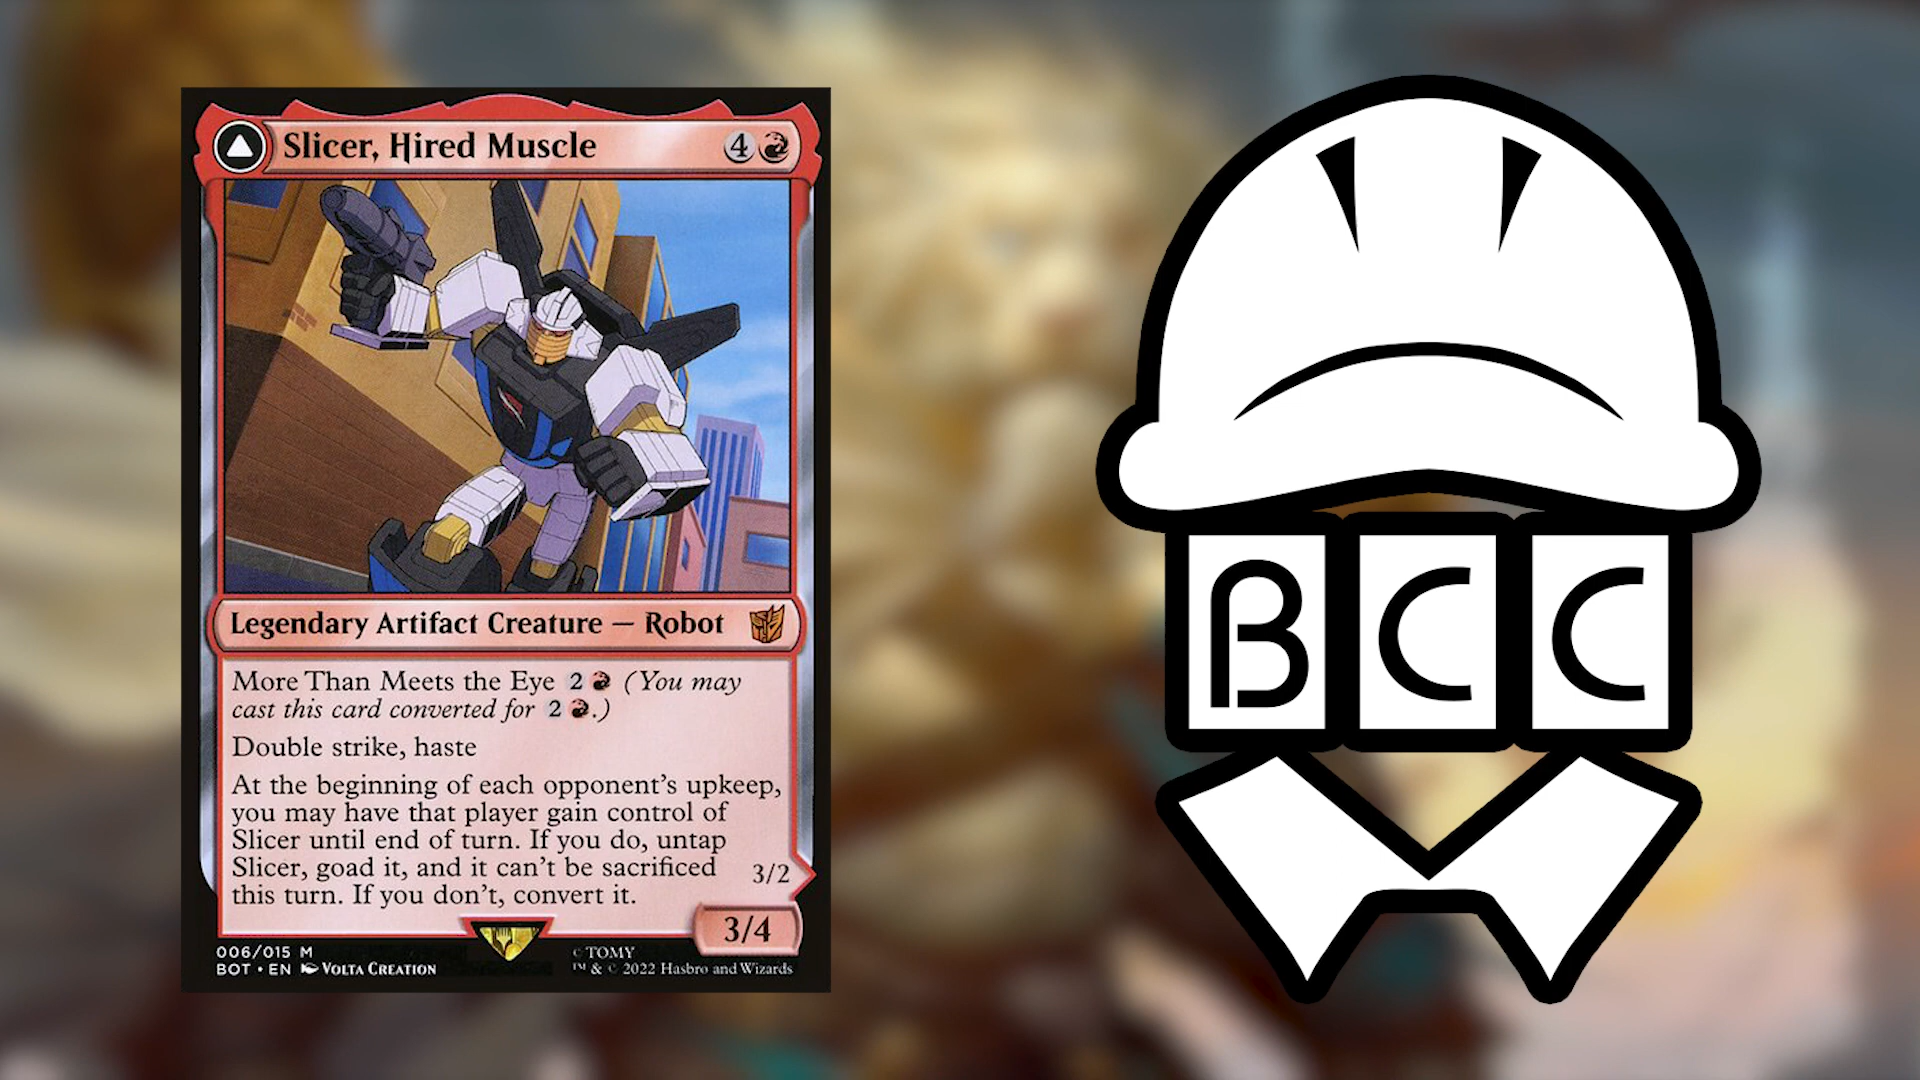 Slicer, Hired Muscle 4
Legendary Artifact Creature — Robot
More Than Meets the Eye 2 (You may
cast this card converted for 2 .)
Double strike, haste
At the beginning of each opponent's upkeep,
you may have that player gain control of
Slicer until end of turn. If you do, untap
Slicer, goad it, and it can't be sacrificed
this turn. If you don't, convert it.
3/2
3/4
006/015 M
BOT • EN VOLTA CREATION
© TOMY
™ & © 2022 Hasbro and Wizards
BCC